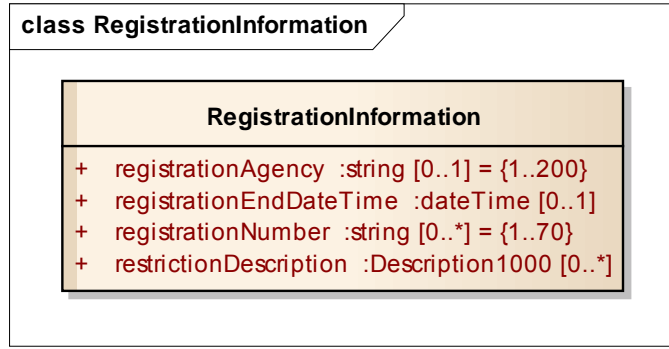 class RegistrationInformation
RegistrationInformation
+ registrationAgency :string [0..1] = {1..200}
+ registrationEndDateTime :dateTime [0..1]
+ registrationNumber :string [0..*] = {1..70}
+ restrictionDescription :Description1000 [0..*]